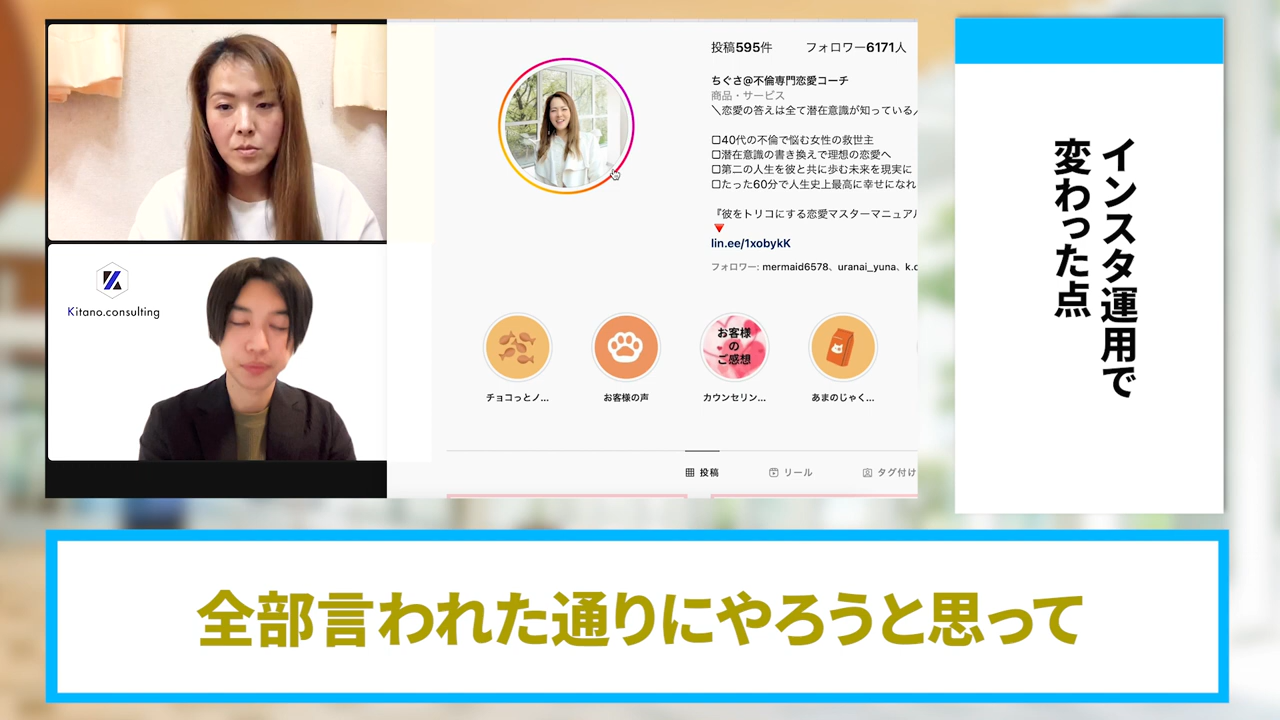 Kitano.consulting
投稿595件 フォロワー6171人
ちぐさ@不倫専門恋愛コーチ
商品・サービス
＼恋愛の答えは全て潜在意識が知っている／
☐40代の不倫で悩む女性の救世主
☐潜在意識の書き換えで理想の恋愛へ
☐第二の人生を彼と共に歩む未来を現実に
☐たった60分で人生史上最高に幸せになれ
『彼をトリコにする恋愛マスターマニュアル
🔻
lin.ee/1xobykK
フォロワー: mermaid6578、uranai_yuna、k.c
お客様
の
ご感想
チョコっとノ... お客様の声 カウンセリン... あまのじゃく...
投稿 リール タグ付け
インスタ運用で
変わった点
全部言われた通りにやろうと思って